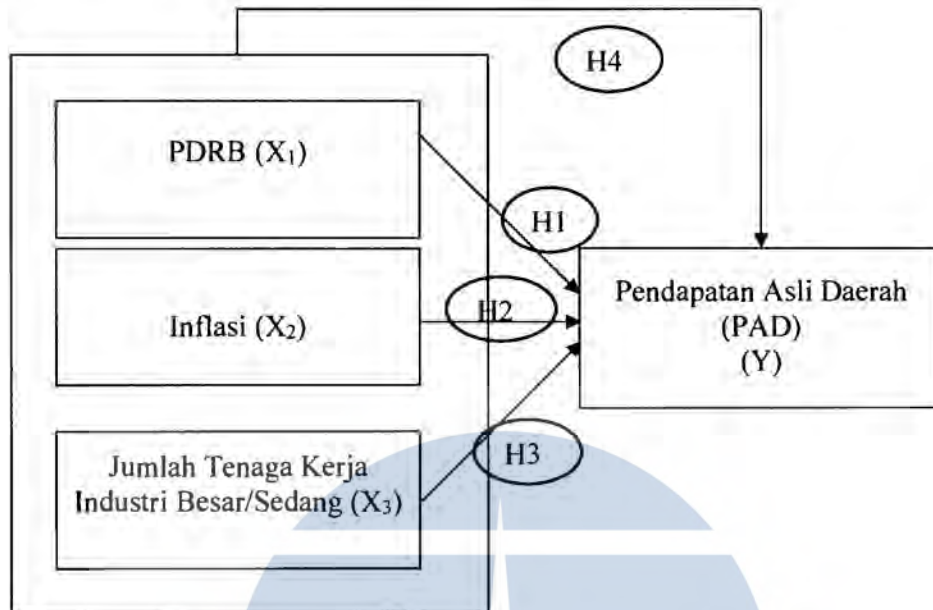 H4
PDRB (X₁)
H1
Inflasi (X₂)
H2
Pendapatan Asli Daerah
(PAD)
(Y)
Jumlah Tenaga Kerja
Industri Besar/Sedang (X₃)
H3